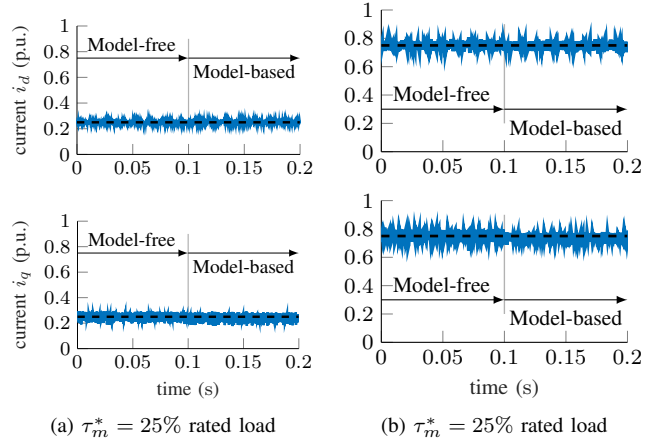 1
0.8
0.6
0.4
0.2
0
0 0.05 0.1 0.15 0.2
current i_d (p.u.)
Model-free
Model-based
1
0.8
0.6
0.4
0.2
0
0 0.05 0.1 0.15 0.2
Model-free
Model-based
1
0.8
0.6
0.4
0.2
0
0 0.05 0.1 0.15 0.2
current i_q (p.u.)
time (s)
Model-free
Model-based
1
0.8
0.6
0.4
0.2
0
0 0.05 0.1 0.15 0.2
time (s)
Model-free
Model-based
(a) τ*_m = 25% rated load
(b) τ*_m = 25% rated load